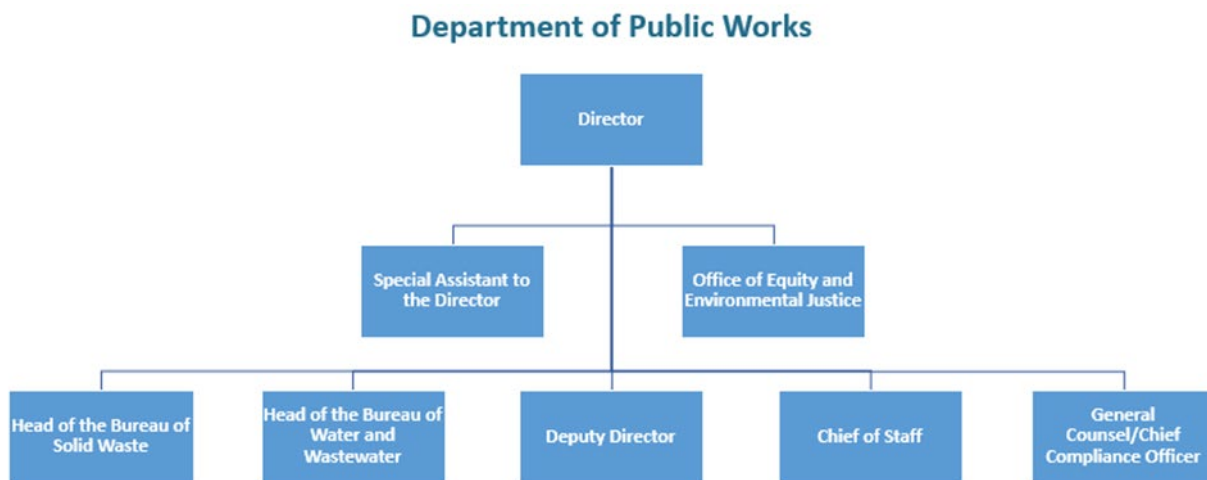 Department of Public Works
Director
Special Assistant to
the Director
Office of Equity and
Environmental Justice
Head of the Bureau of
Solid Waste
Head of the Bureau of
Water and
Wastewater
Deputy Director
Chief of Staff
General
Counsel/Chief
Compliance Officer